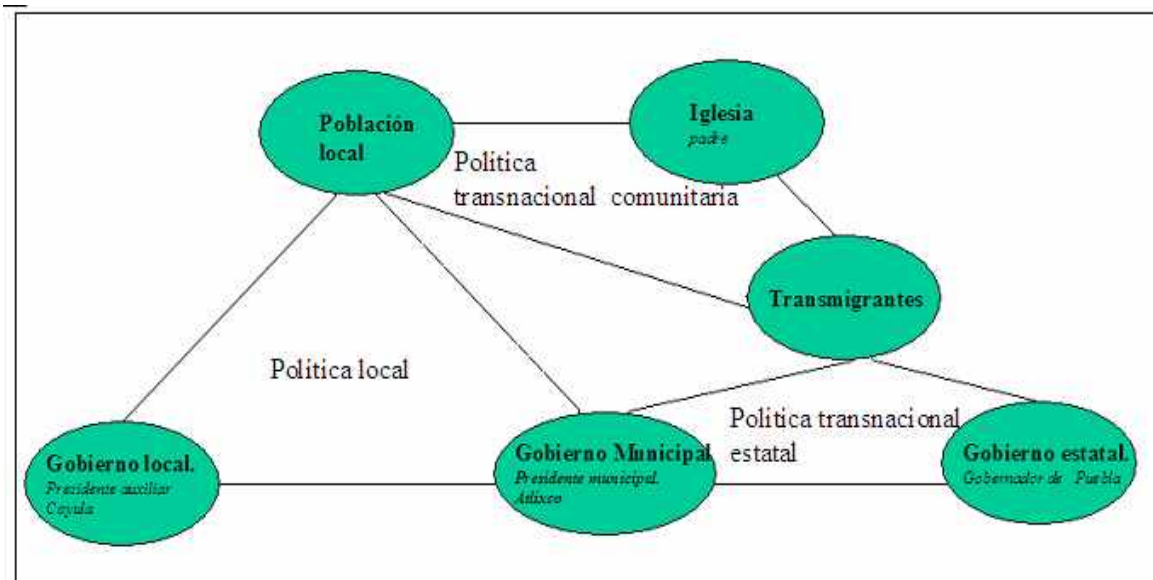 Población
local
Iglesia
padre
Política
transnacional comunitaria
Transmigrantes
Política local
Gobierno local.
Presidente auxiliar
Coyula
Gobierno Municipal
Presidente municipal.
Atlixco
Política transnacional
estatal
Gobierno estatal.
Gobernador de Puebla